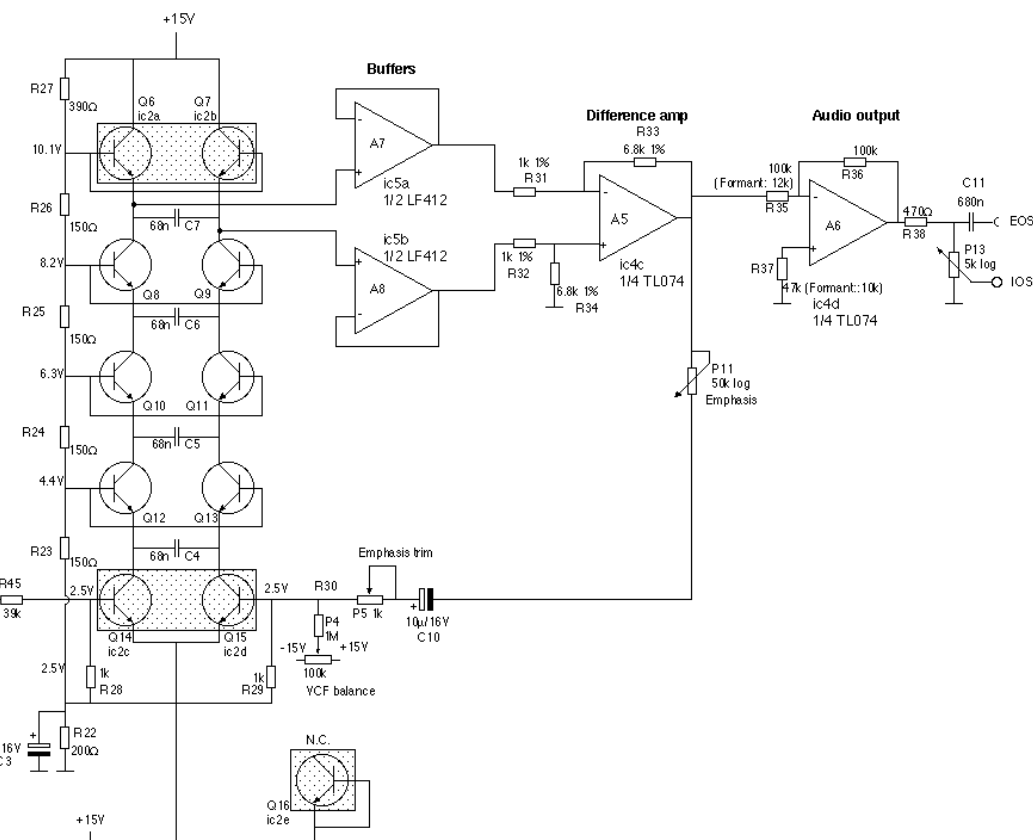 +15V
Buffers
R27
390Ω
Q6
ic2a
Q7
ic2b
10.1V
A7
ic5a
1/2 LF412
1k 1%
R31
Difference amp
R33
6.8k 1%
A5
ic4c
1/4 TL074
Audio output
100k
(Formant: 12k)
R35
100k
R36
A6
470Ω
R38
C11
680n
EOS
P13
5k log
IOS
R37
47k (Formant::10k)
ic4d
1/4 TL074
R26
150Ω
68n
C7
8.2V
Q8
Q9
ic5b
1/2 LF412
A8
1k 1%
R32
6.8k 1%
R34
R25
150Ω
68n
C6
6.3V
Q10
Q11
P11
50k log
Emphasis
R24
150Ω
68n
C5
4.4V
Q12
Q13
R23
150Ω
68n
C4
Emphasis trim
R45
39k
2.5V
2.5V
R30
P5 1k
+
10µ/16V
C10
Q14
ic2c
Q15
ic2d
P4
1M
-15V
+15V
100k
VCF balance
2.5V
1k
R28
1k
R29
+
16V
R22
200Ω
N.C.
Q16
ic2e
+15V